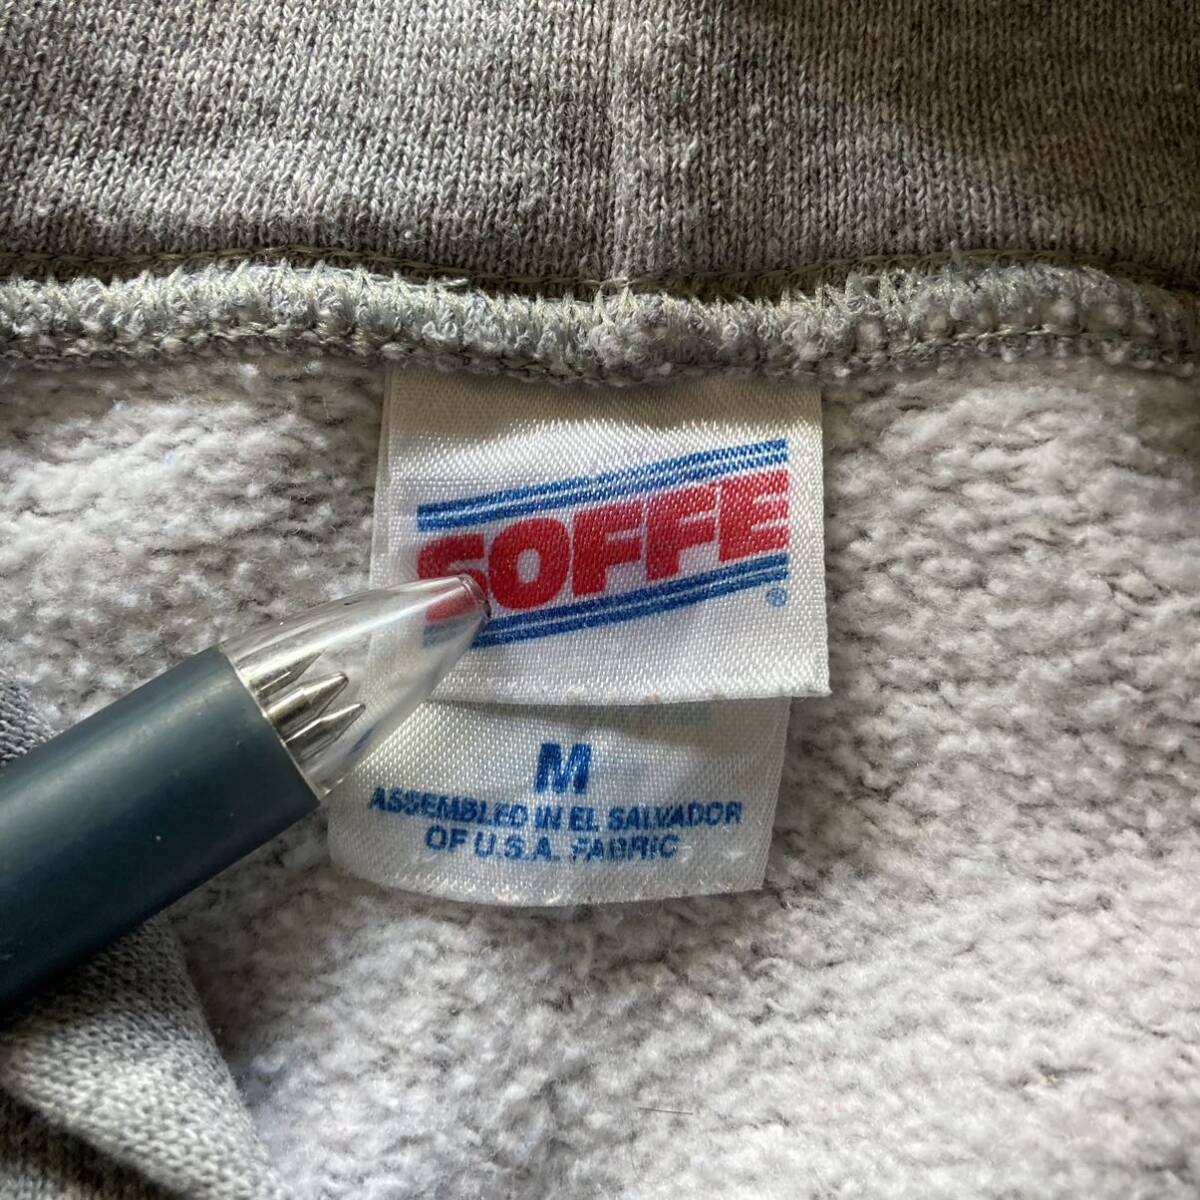 SOFFE
®
M
ASSEMBLED IN EL SALVADOR
OF U.S.A. FABRIC